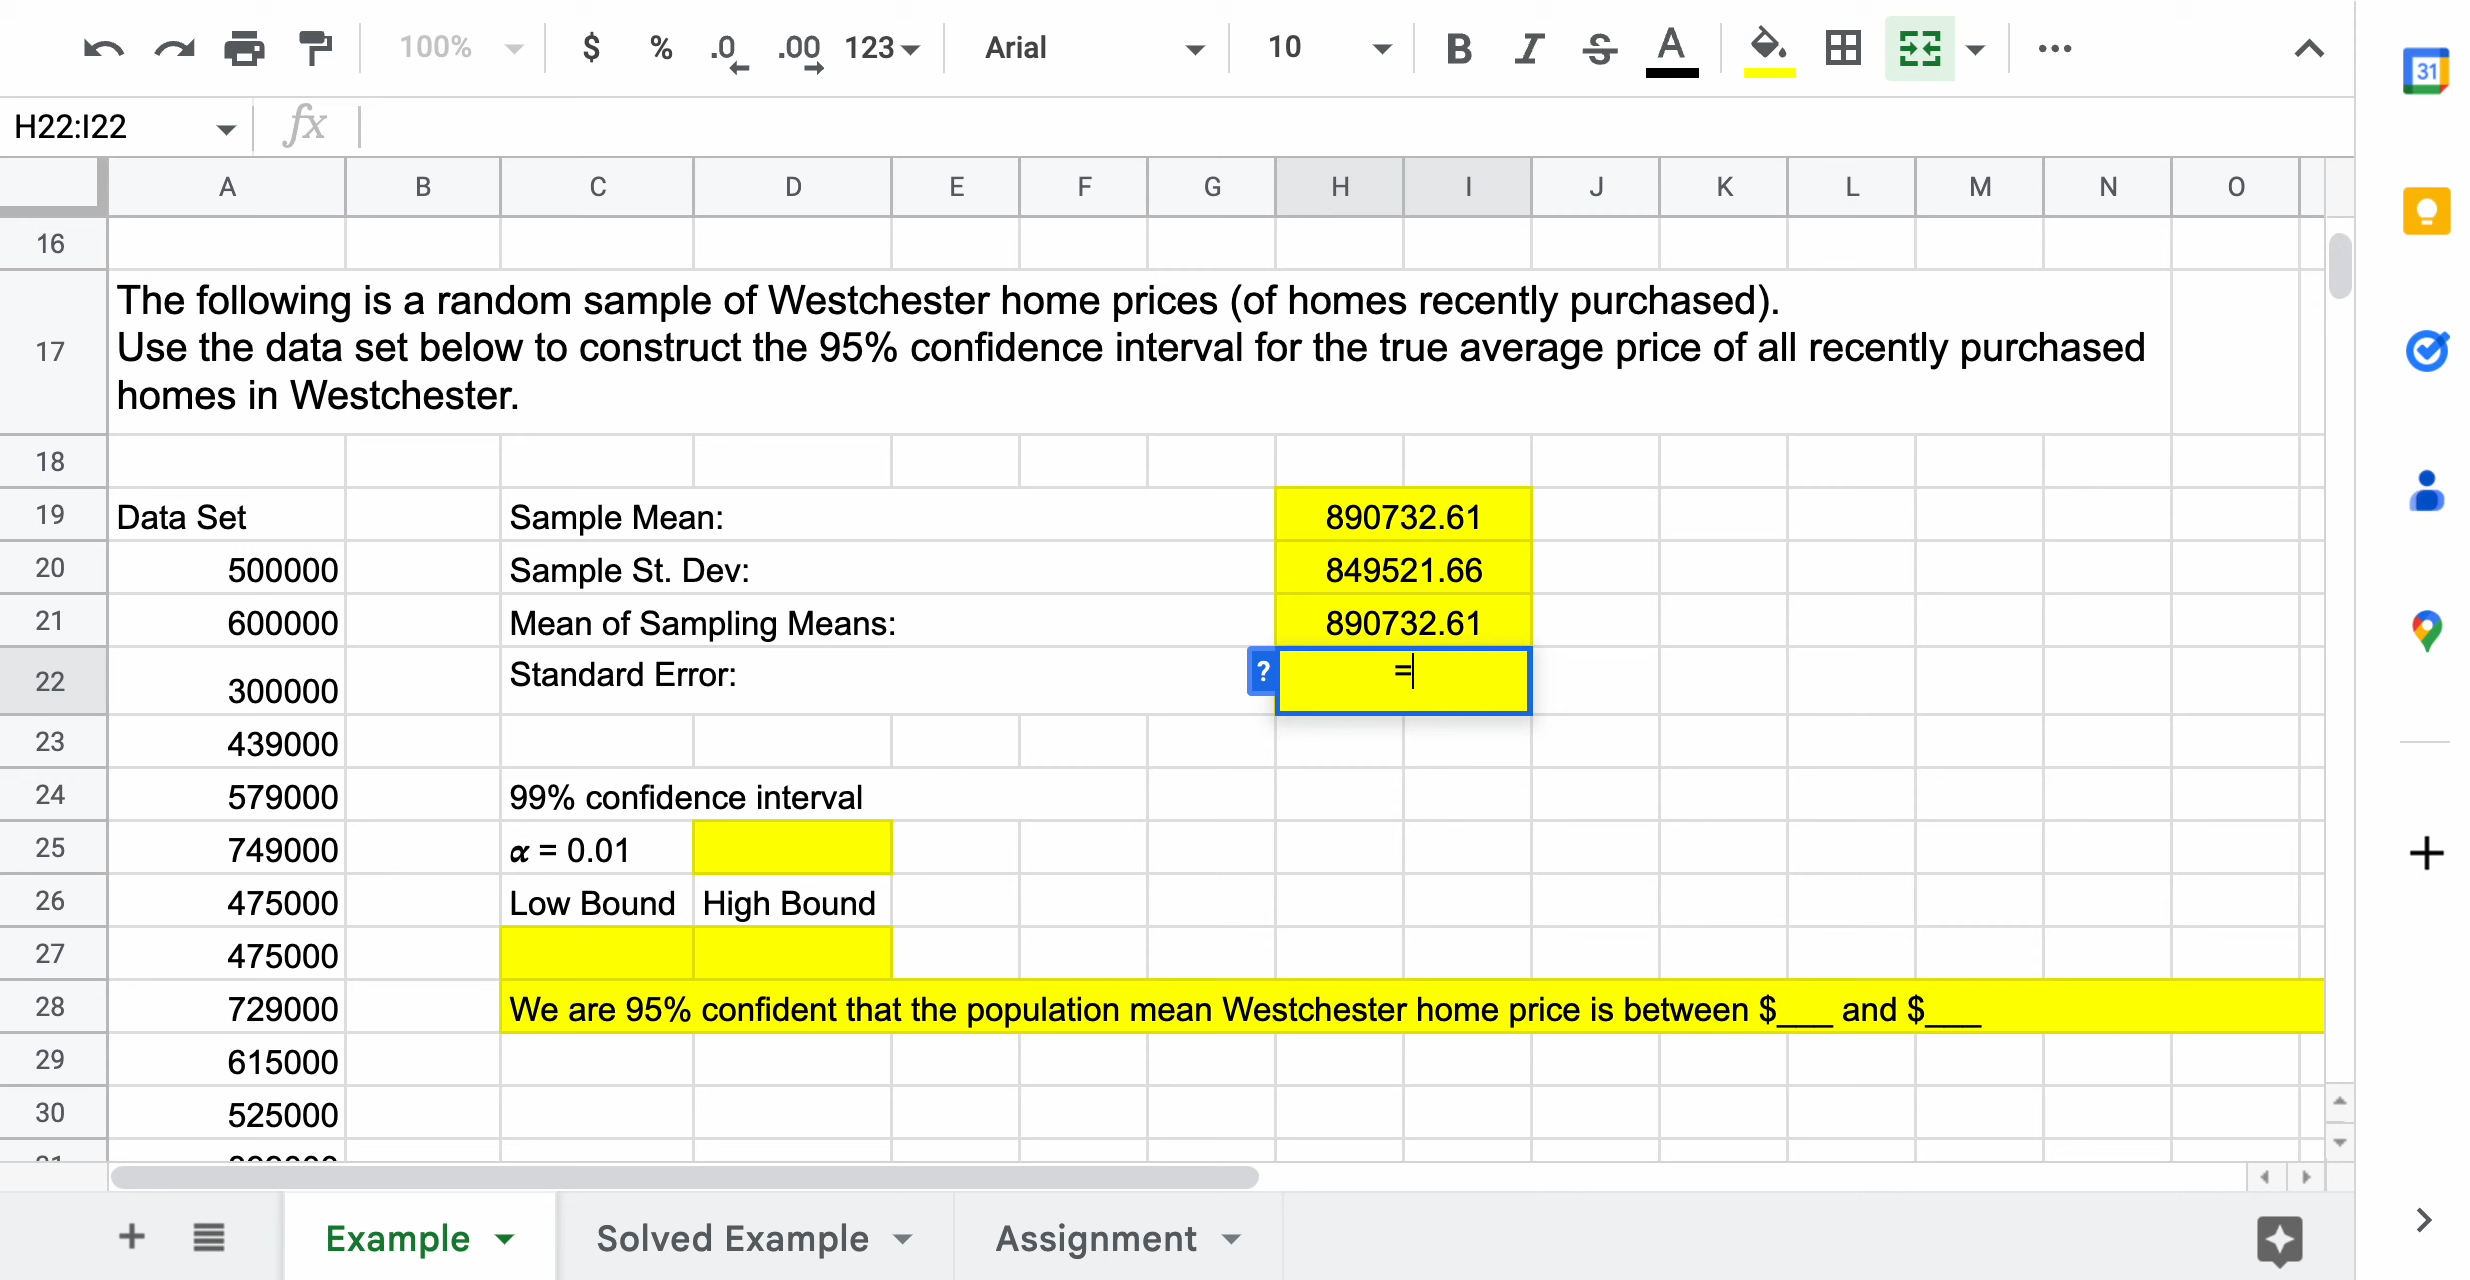 100% $ % .0 .00 123 Arial 10 B I S A
31
H22:I22 fx
A B C D E F G H I J K L M N O
16
17 The following is a random sample of Westchester home prices (of homes recently purchased).
Use the data set below to construct the 95% confidence interval for the true average price of all recently purchased
homes in Westchester.
18
19 Data Set Sample Mean: 890732.61
20 500000 Sample St. Dev: 849521.66
21 600000 Mean of Sampling Means: 890732.61
22 300000 Standard Error: ? =
23 439000
24 579000 99% confidence interval
25 749000 α = 0.01
26 475000 Low Bound High Bound
27 475000
28 729000 We are 95% confident that the population mean Westchester home price is between $___ and $___
29 615000
30 525000
Example Solved Example Assignment